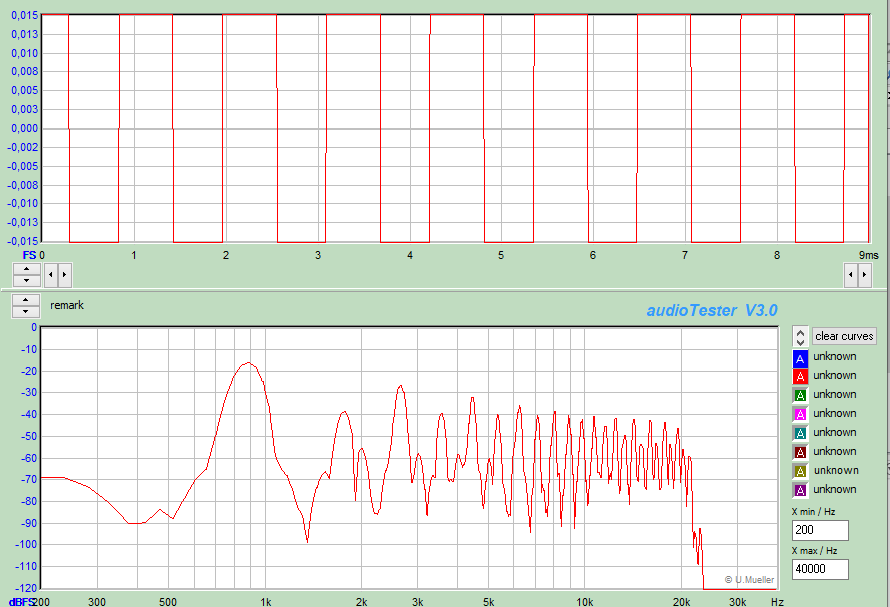 0,015
0,013
0,010
0,008
0,005
0,003
0,000
-0,002
-0,005
-0,008
-0,010
-0,013
-0,015
FS 0 1 2 3 4 5 6 7 8 9ms
remark
audioTester V3.0
0
-10
-20
-30
-40
-50
-60
-70
-80
-90
-100
-110
-120
© U.Mueller
dBFS 200 300 500 1k 2k 3k 5k 10k 20k 30k Hz
clear curves
A unknown
A unknown
A unknown
A unknown
A unknown
A unknown
A unknown
A unknown
X min / Hz
200
X max / Hz
40000